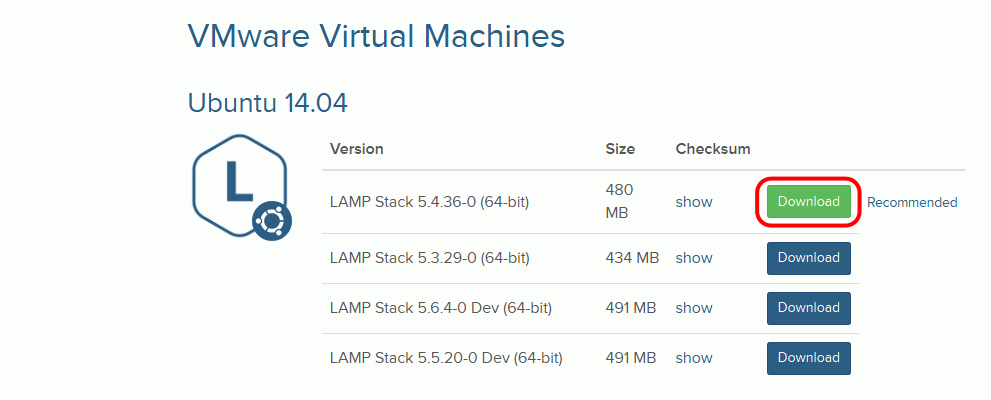 VMware Virtual Machines
Ubuntu 14.04
L
Version Size Checksum
LAMP Stack 5.4.36-0 (64-bit) 480 MB show Download Recommended
LAMP Stack 5.3.29-0 (64-bit) 434 MB show Download
LAMP Stack 5.6.4-0 Dev (64-bit) 491 MB show Download
LAMP Stack 5.5.20-0 Dev (64-bit) 491 MB show Download